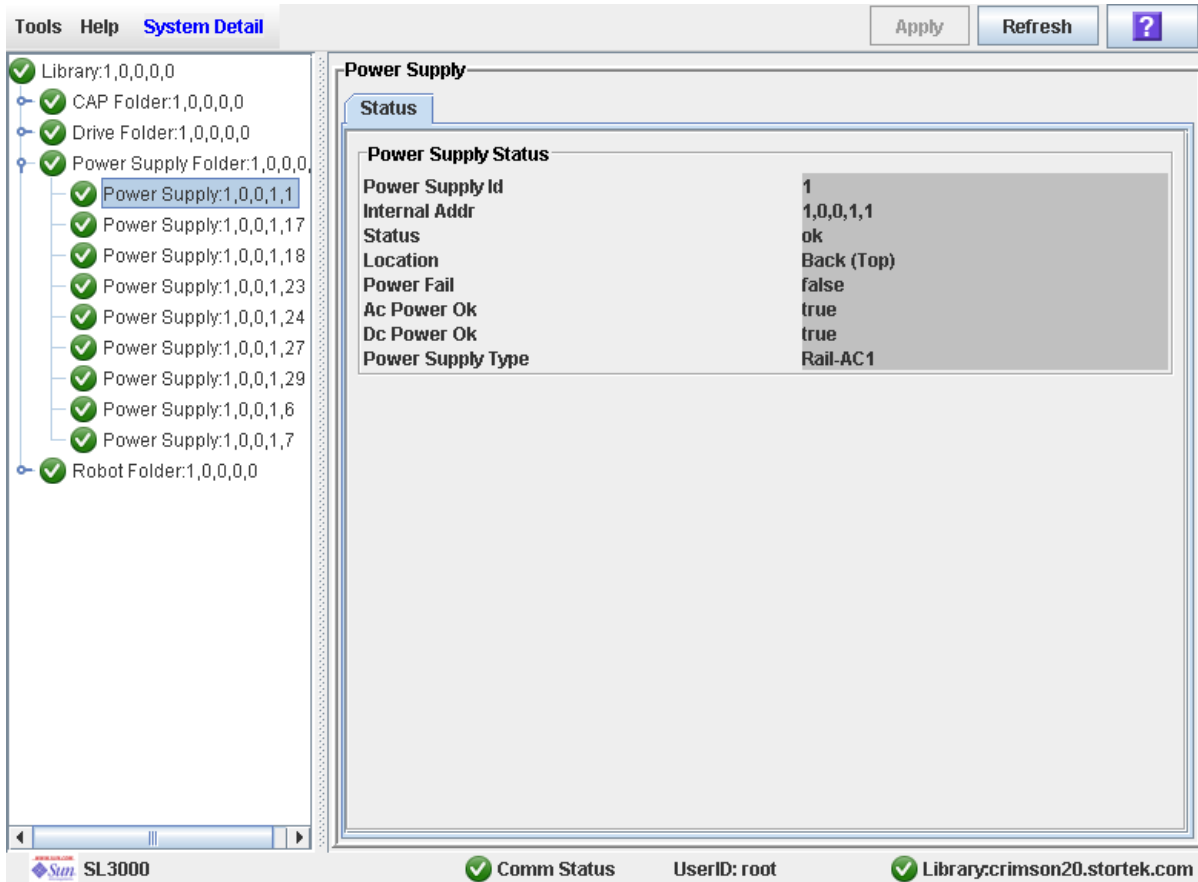 Tools Help System Detail Apply Refresh ?
Library:1,0,0,0,0
CAP Folder:1,0,0,0,0
Drive Folder:1,0,0,0,0
Power Supply Folder:1,0,0,0,
Power Supply:1,0,0,1,1
Power Supply:1,0,0,1,17
Power Supply:1,0,0,1,18
Power Supply:1,0,0,1,23
Power Supply:1,0,0,1,24
Power Supply:1,0,0,1,27
Power Supply:1,0,0,1,29
Power Supply:1,0,0,1,6
Power Supply:1,0,0,1,7
Robot Folder:1,0,0,0,0
Power Supply
Status
Power Supply Status
Power Supply Id 1
Internal Addr 1,0,0,1,1
Status ok
Location Back (Top)
Power Fail false
Ac Power Ok true
Dc Power Ok true
Power Supply Type Rail-AC1
Sun SL3000 Comm Status UserID: root Library:crimson20.stortek.com